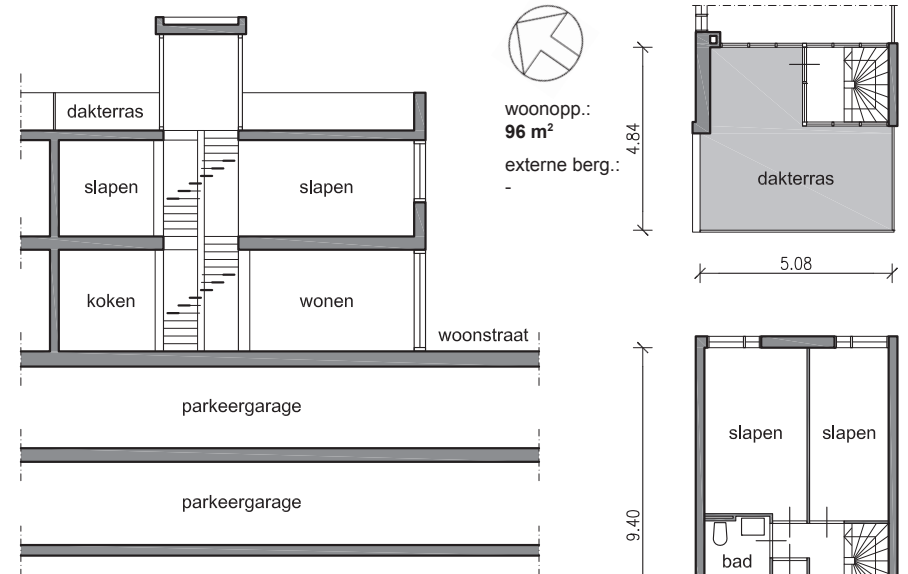 dakterras
slapen
slapen
koken
wonen
woonstraat
parkeergarage
parkeergarage
woonopp.:
96 m²
externe berg.:
-
4.84
dakterras
5.08
slapen
slapen
9.40
bad